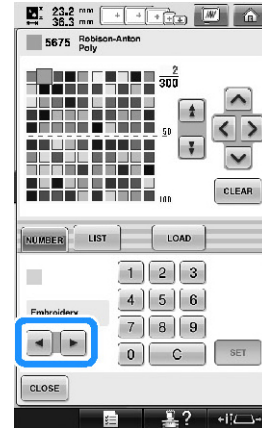 23.2 mm
36.3 mm
5675 Robison-Anton
Poly
2
300
50
100
CLEAR
NUMBER LIST LOAD
1 2 3
Embroidery
4 5 6
7 8 9
0 C SET
CLOSE
?